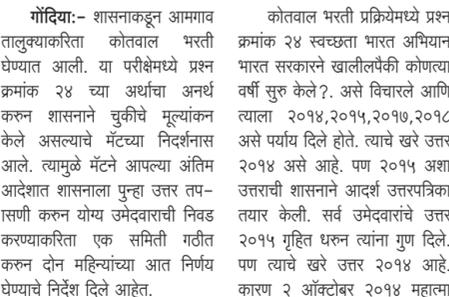 गोंदिया:- शासनाकडून आमगाव
तालुक्याकरिता कोतवाल भरती
घेण्यात आली. या परीक्षेमध्ये प्रश्न
क्रमांक २४ च्या अर्थाचा अनर्थ
करुन शासनाने चुकीचे मूल्यांकन
केले असल्याचे मॅटच्या निदर्शनास
आले. त्यामुळे मॅटने आपल्या अंतिम
आदेशात शासनाला पुन्हा उत्तर तप-
ासणी करुन योग्य उमेदवाराची निवड
करण्याकरिता एक समिती गठीत
करुन दोन महिन्यांच्या आत निर्णय
घेण्याचे निर्देश दिले आहेत.
कोतवाल भरती प्रक्रियेमध्ये प्रश्न
क्रमांक २४ स्वच्छता भारत अभियान
भारत सरकारने खालीलपैकी कोणत्या
वर्षी सुरु केले?. असे विचारले आणि
त्याला २०१४,२०१५,२०१७,२०१८
असे पर्याय दिले होते. त्याचे खरे उत्तर
२०१४ असे आहे. पण २०१५ अशा
उत्तराची शासनाने आदर्श उत्तरपत्रिका
तयार केली. सर्व उमेदवारांचे उत्तर
२०१५ गृहित धरुन त्यांना गुण दिले.
पण त्याचे खरे उत्तर २०१४ आहे.
कारण २ ऑक्टोबर २०१४ महात्मा